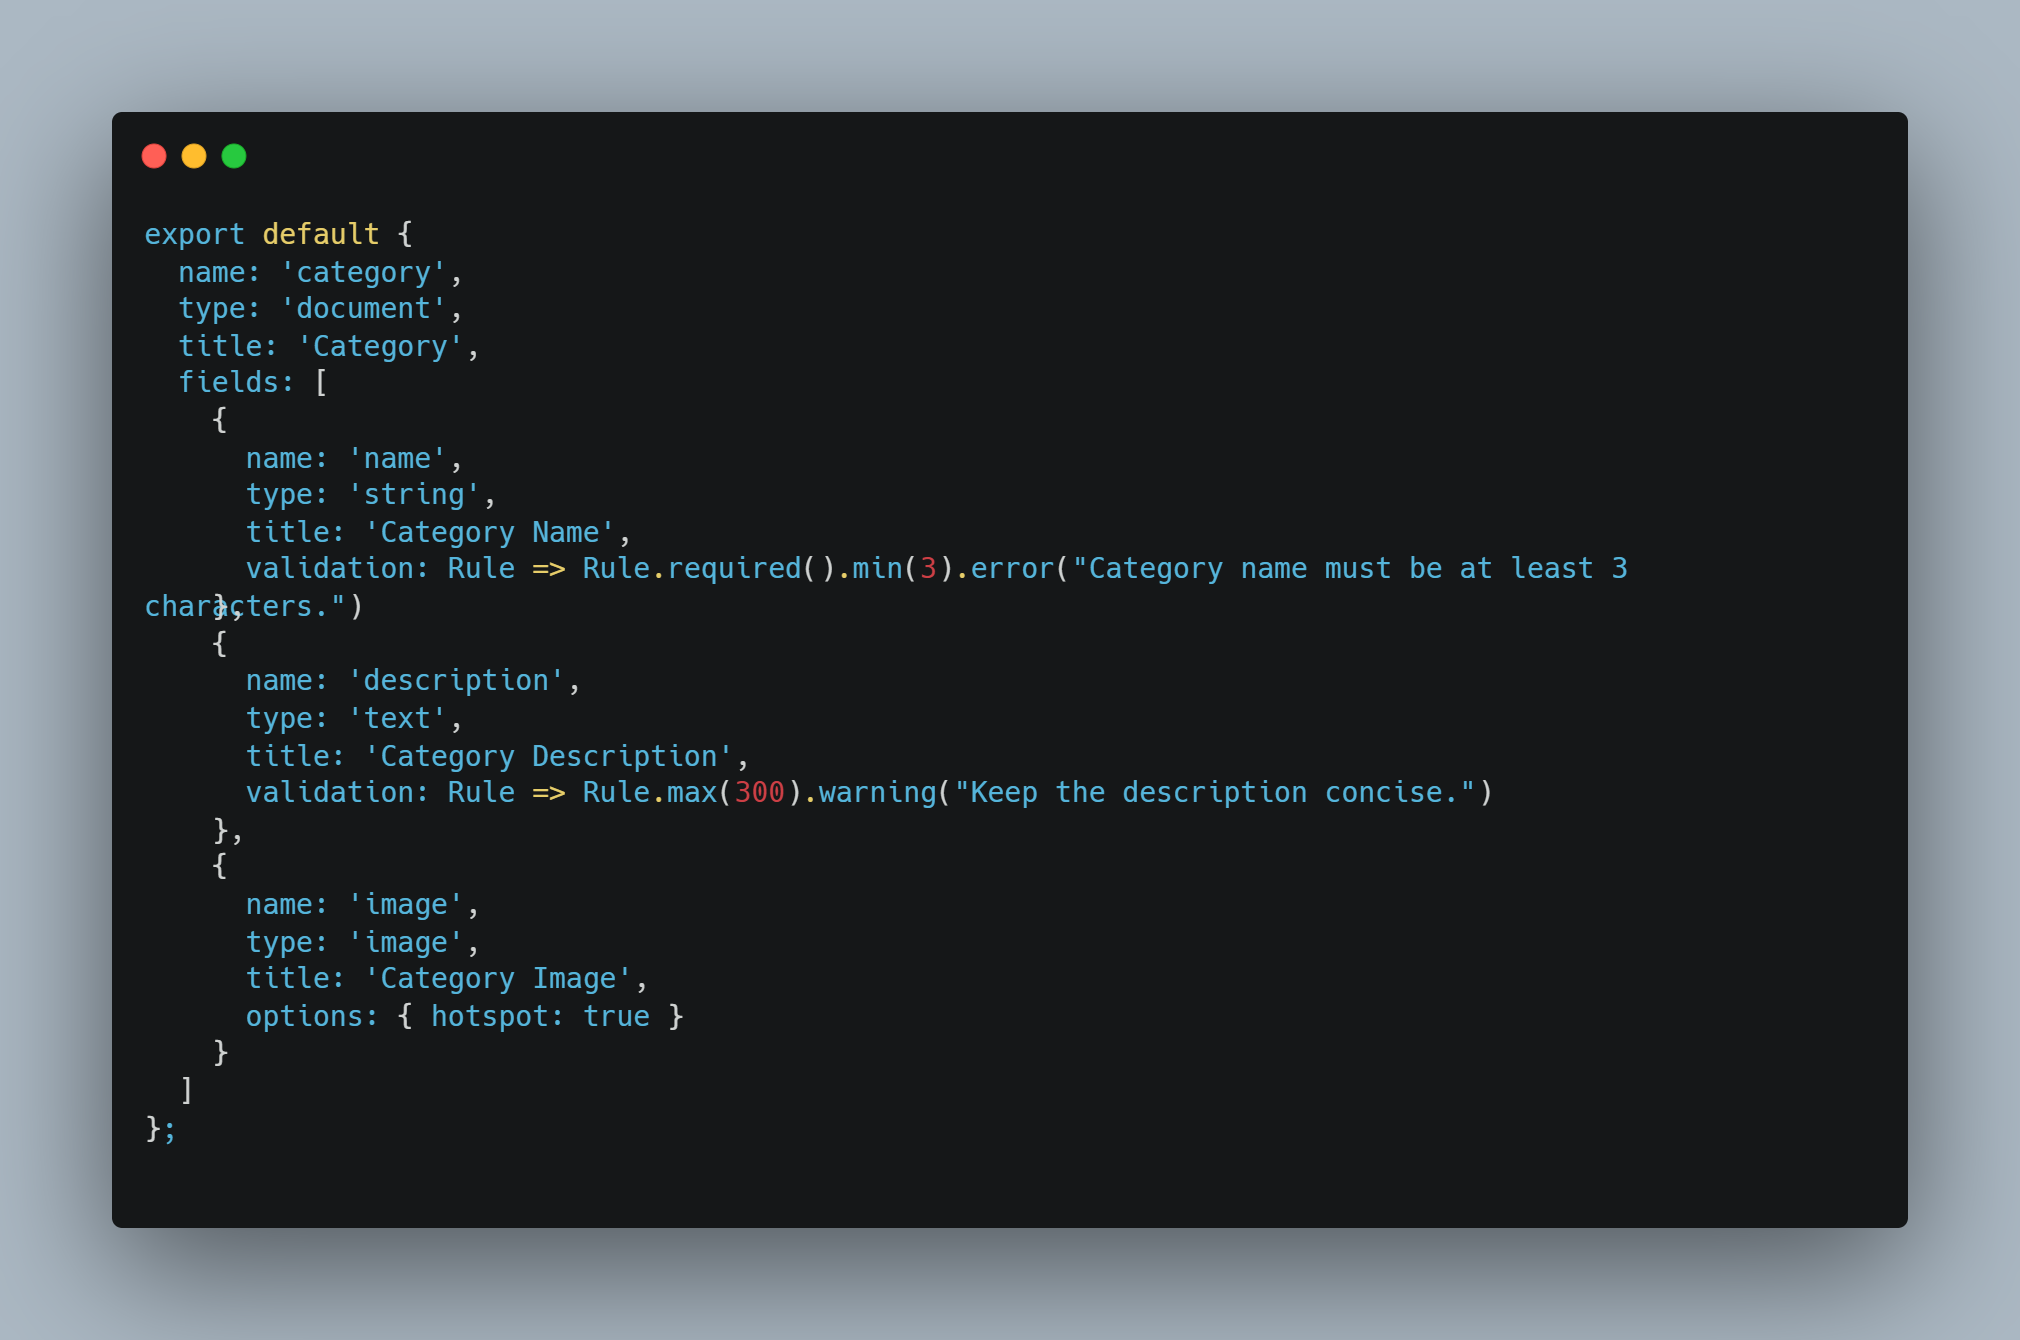 export default {
  name: 'category',
  type: 'document',
  title: 'Category',
  fields: [
    {
      name: 'name',
      type: 'string',
      title: 'Category Name',
      validation: Rule => Rule.required().min(3).error("Category name must be at least 3
characters.")
    },
    {
      name: 'description',
      type: 'text',
      title: 'Category Description',
      validation: Rule => Rule.max(300).warning("Keep the description concise.")
    },
    {
      name: 'image',
      type: 'image',
      title: 'Category Image',
      options: { hotspot: true }
    }
  ]
};